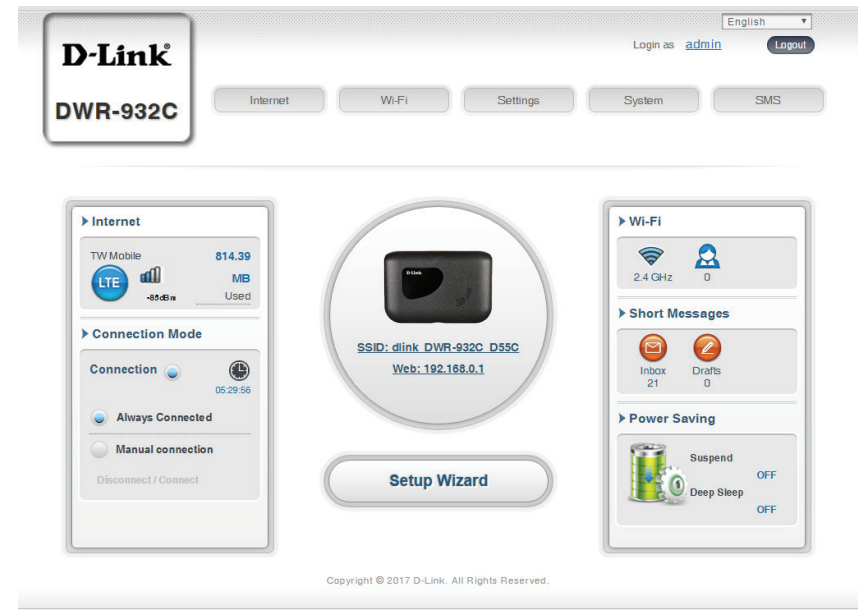 English
Login as admin Logout
D-Link®
DWR-932C
Internet Wi-Fi Settings System SMS
Internet
TW Mobile 814.39
LTE MB
-85dBm Used
Connection Mode
Connection
05:29:56
Always Connected
Manual connection
Disconnect / Connect
D-Link
SSID: dlink_DWR-932C_D55C
Web: 192.168.0.1
Setup Wizard
Wi-Fi
2.4 GHz 0
Short Messages
Inbox Drafts
21 0
Power Saving
Suspend
OFF
Deep Sleep
OFF
Copyright © 2017 D-Link. All Rights Reserved.